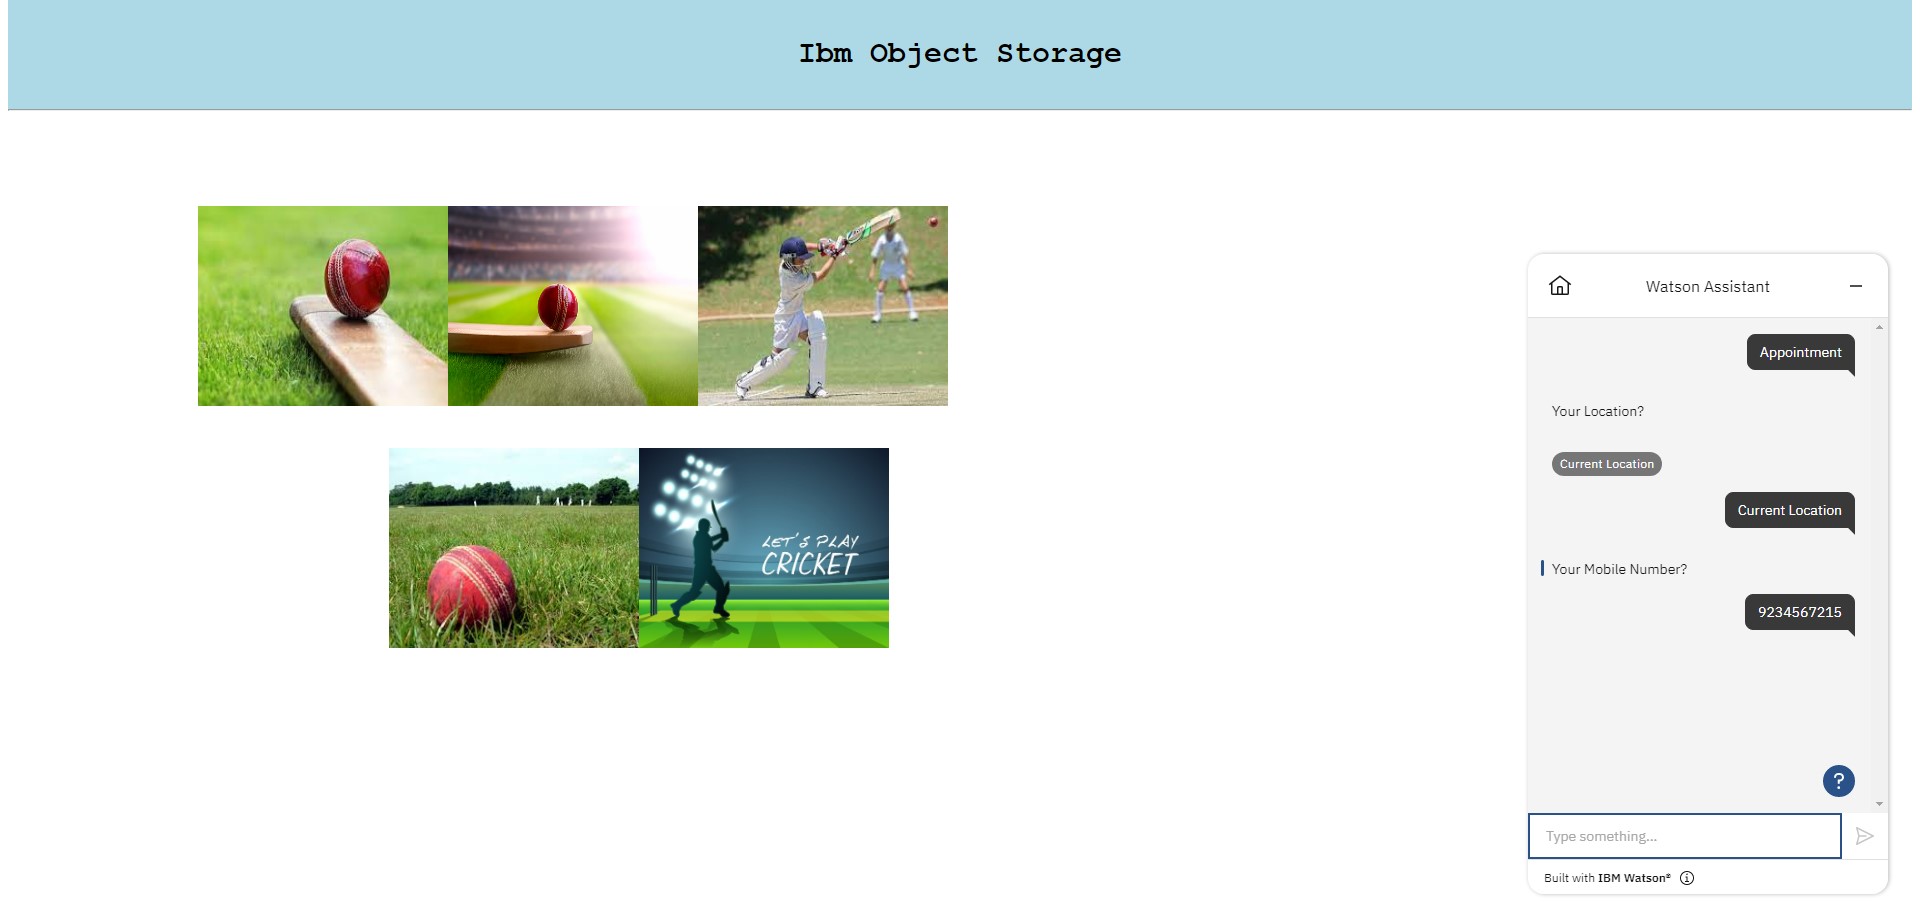 Ibm Object Storage
LET'S PLAY
CRICKET
Watson Assistant
Appointment
Your Location?
Current Location
Current Location
Your Mobile Number?
9234567215
?
Type something...
Built with IBM Watson®